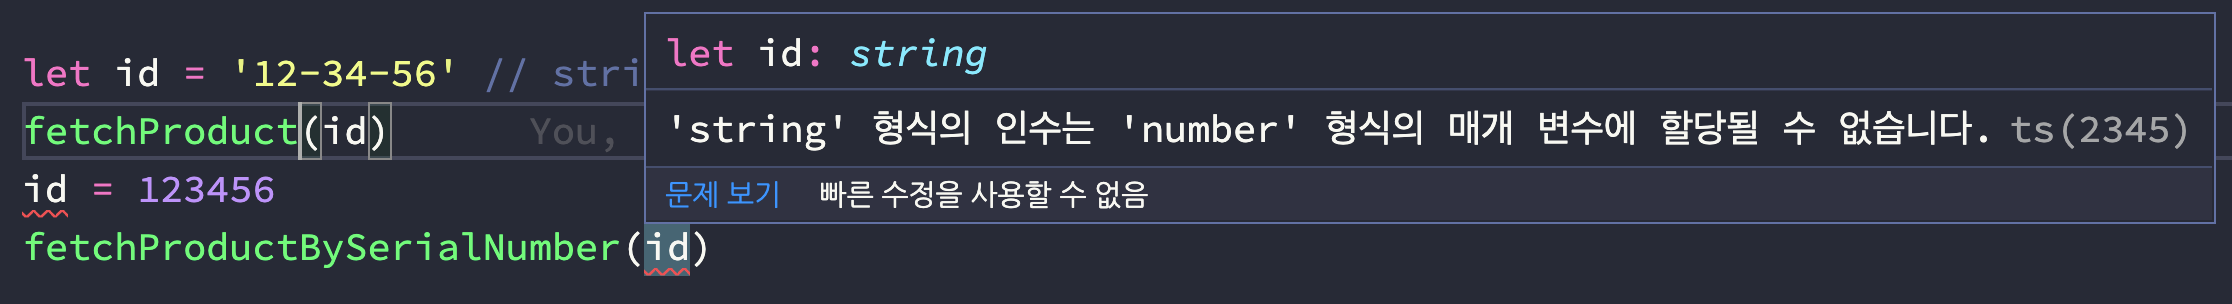 let id = '12-34-56' // stri
fetchProduct(id) You,
id = 123456
fetchProductBySerialNumber(id)
let id: string
'string' 형식의 인수는 'number' 형식의 매개 변수에 할당될 수 없습니다. ts(2345)
문제 보기 빠른 수정을 사용할 수 없음